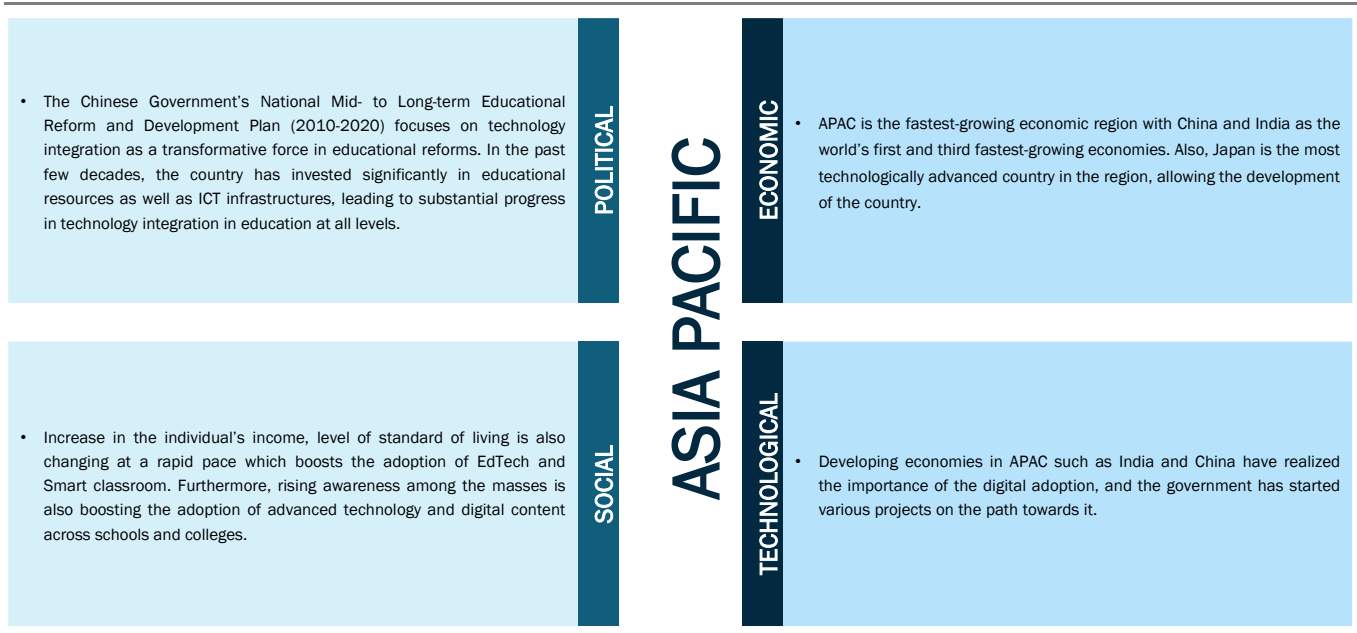 • The Chinese Government's National Mid- to Long-term Educational
Reform and Development Plan (2010-2020) focuses on technology
integration as a transformative force in educational reforms. In the past
few decades, the country has invested significantly in educational
resources as well as ICT infrastructures, leading to substantial progress
in technology integration in education at all levels.
POLITICAL
ASIA PACIFIC
ECONOMIC
• APAC is the fastest-growing economic region with China and India as the
world's first and third fastest-growing economies. Also, Japan is the most
technologically advanced country in the region, allowing the development
of the country.
• Increase in the individual's income, level of standard of living is also
changing at a rapid pace which boosts the adoption of EdTech and
Smart classroom. Furthermore, rising awareness among the masses is
also boosting the adoption of advanced technology and digital content
across schools and colleges.
SOCIAL
TECHNOLOGICAL
• Developing economies in APAC such as India and China have realized
the importance of the digital adoption, and the government has started
various projects on the path towards it.